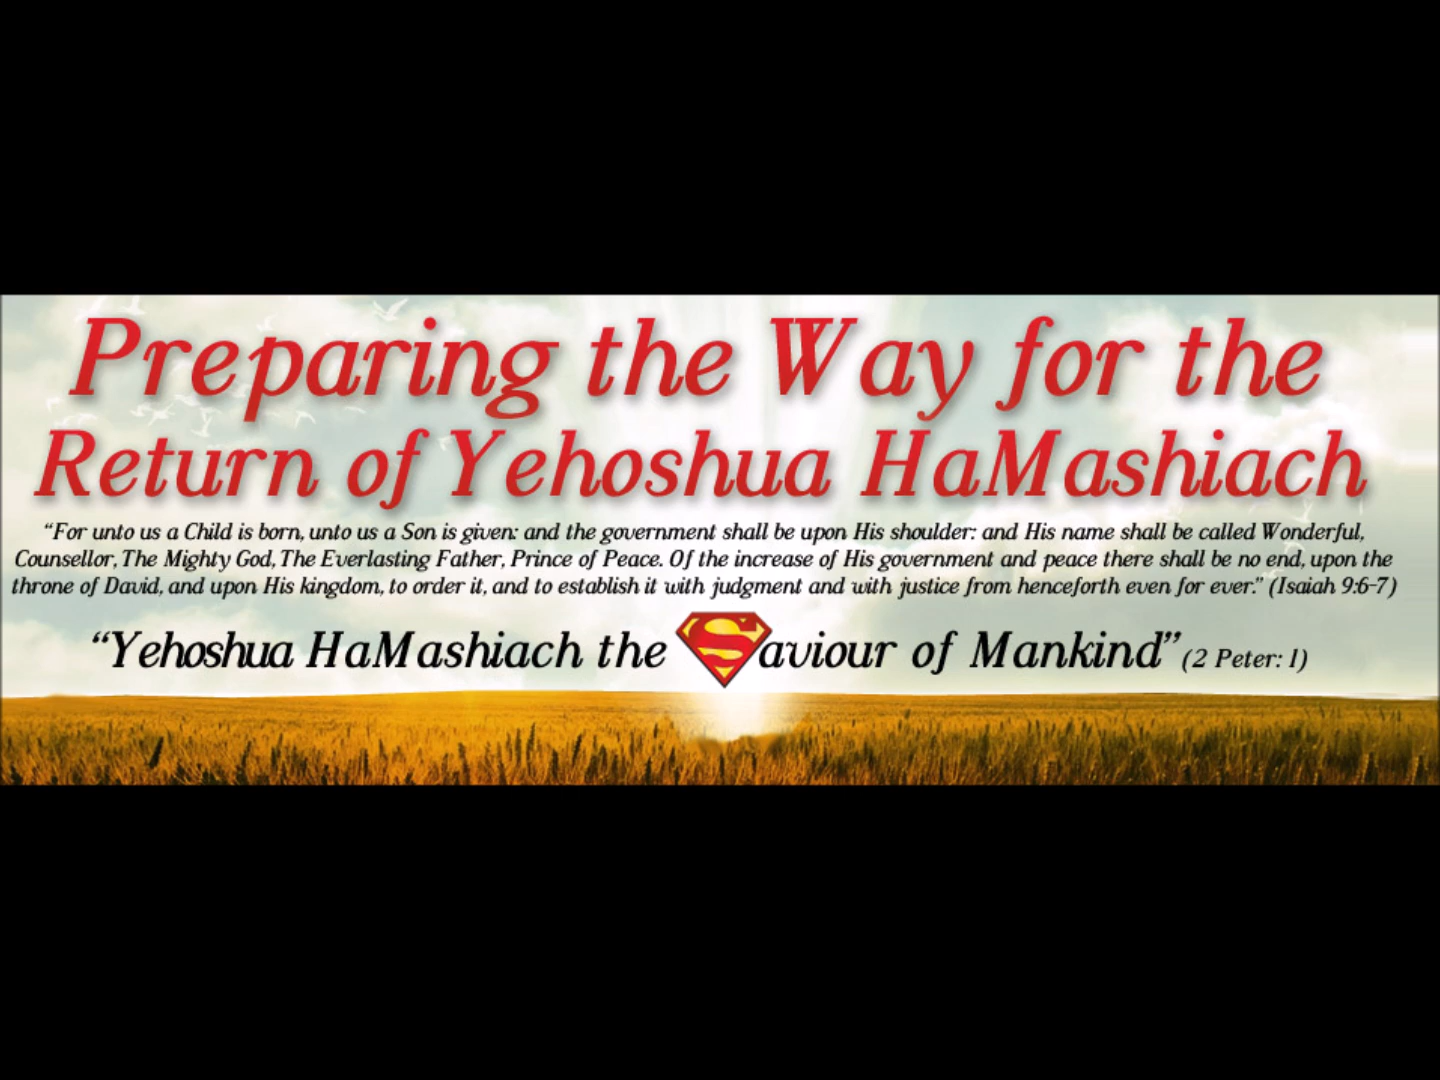 Preparing the Way for the
Return of Yehoshua HaMashiach
“For unto us a Child is born, unto us a Son is given: and the government shall be upon His shoulder: and His name shall be called Wonderful,
Counsellor, The Mighty God, The Everlasting Father, Prince of Peace. Of the increase of His government and peace there shall be no end, upon the
throne of David, and upon His kingdom, to order it, and to establish it with judgment and with justice from henceforth even for ever.” (Isaiah 9:6-7)
“Yehoshua HaMashiach the Saviour of Mankind” (2 Peter: 1)